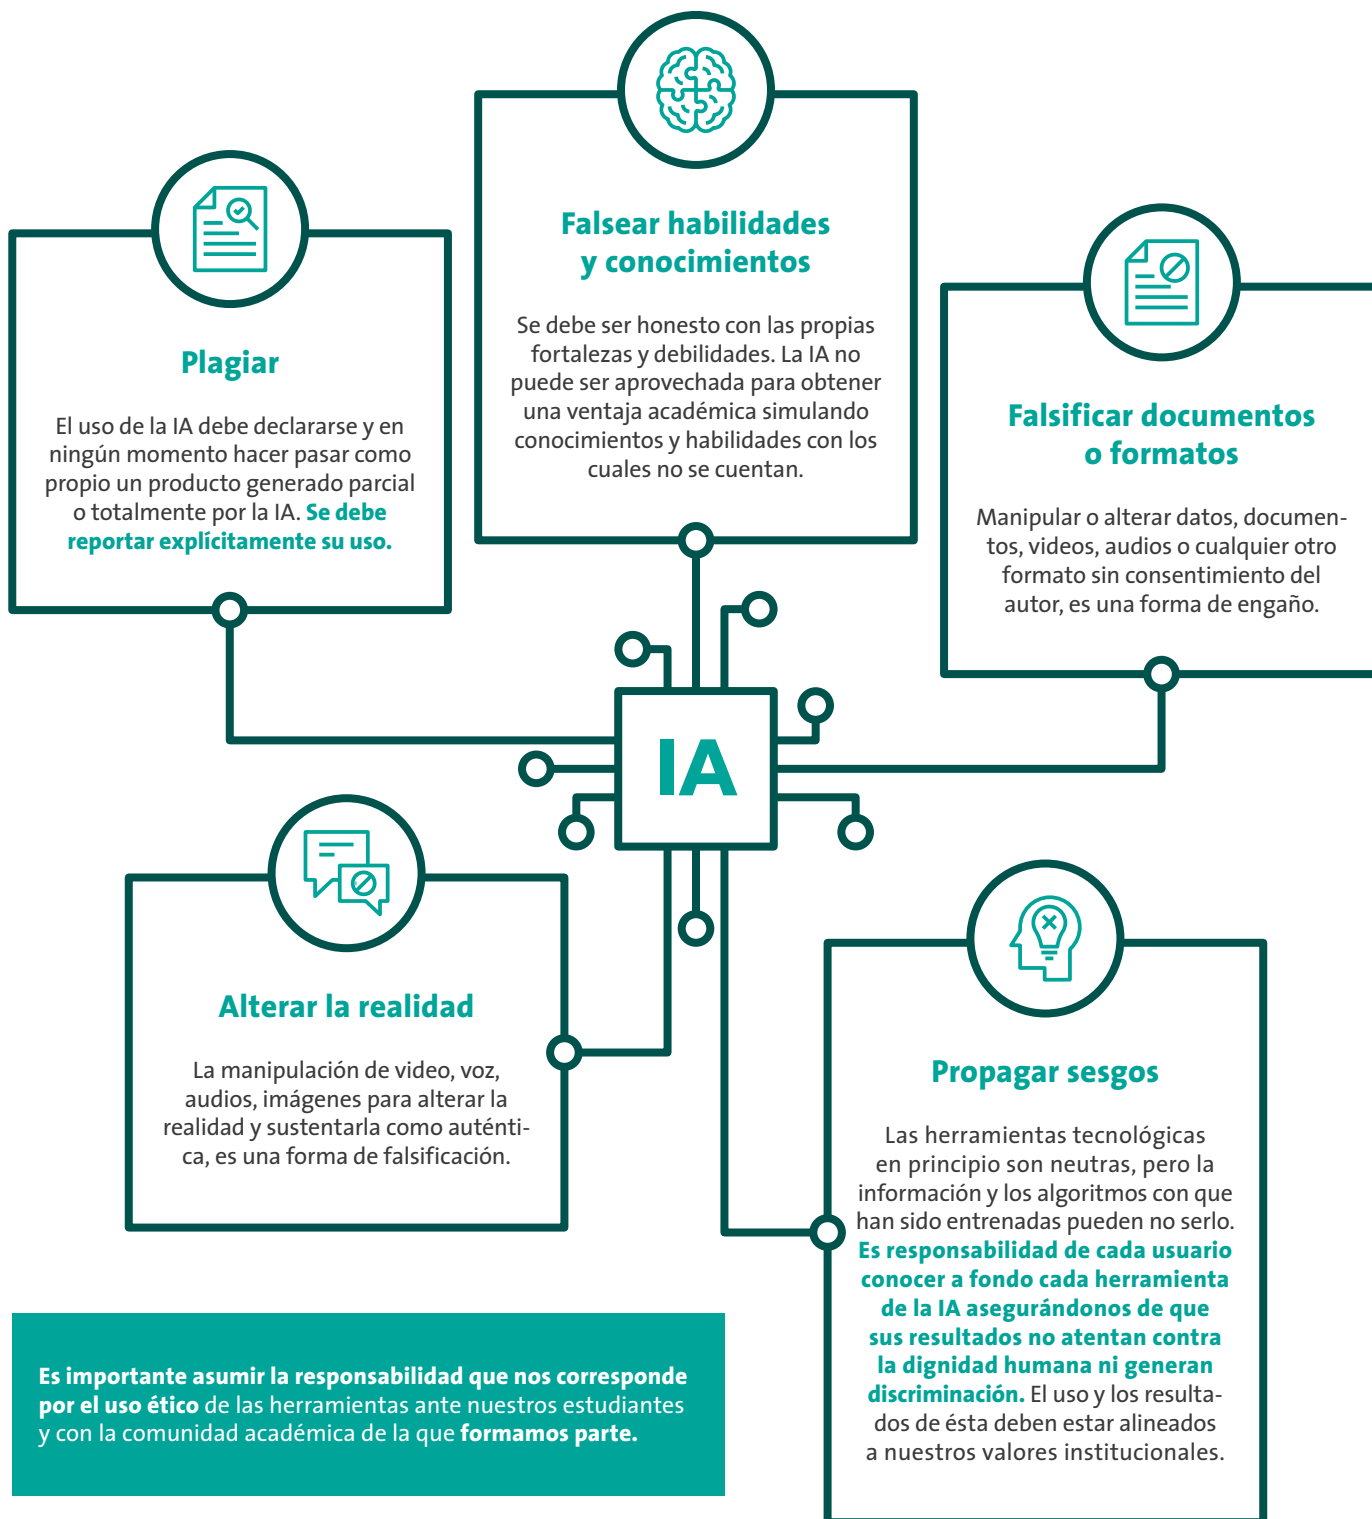 Falsear habilidades
y conocimientos
Se debe ser honesto con las propias
fortalezas y debilidades. La IA no
puede ser aprovechada para obtener
una ventaja académica simulando
conocimientos y habilidades con los
cuales no se cuentan.
Plagiar
El uso de la IA debe declararse y en
ningún momento hacer pasar como
propio un producto generado parcial
o totalmente por la IA. Se debe
reportar explícitamente su uso.
Falsificar documentos
o formatos
Manipular o alterar datos, documen-
tos, videos, audios o cualquier otro
formato sin consentimiento del
autor, es una forma de engaño.
IA
Alterar la realidad
La manipulación de video, voz,
audios, imágenes para alterar la
realidad y sustentarla como auténti-
ca, es una forma de falsificación.
Propagar sesgos
Las herramientas tecnológicas
en principio son neutras, pero la
información y los algoritmos con que
han sido entrenadas pueden no serlo.
Es responsabilidad de cada usuario
conocer a fondo cada herramienta
de la IA asegurándonos de que
sus resultados no atentan contra
la dignidad humana ni generan
discriminación. El uso y los resulta-
dos de ésta deben estar alineados
a nuestros valores institucionales.
Es importante asumir la responsabilidad que nos corresponde
por el uso ético de las herramientas ante nuestros estudiantes
y con la comunidad académica de la que formamos parte.